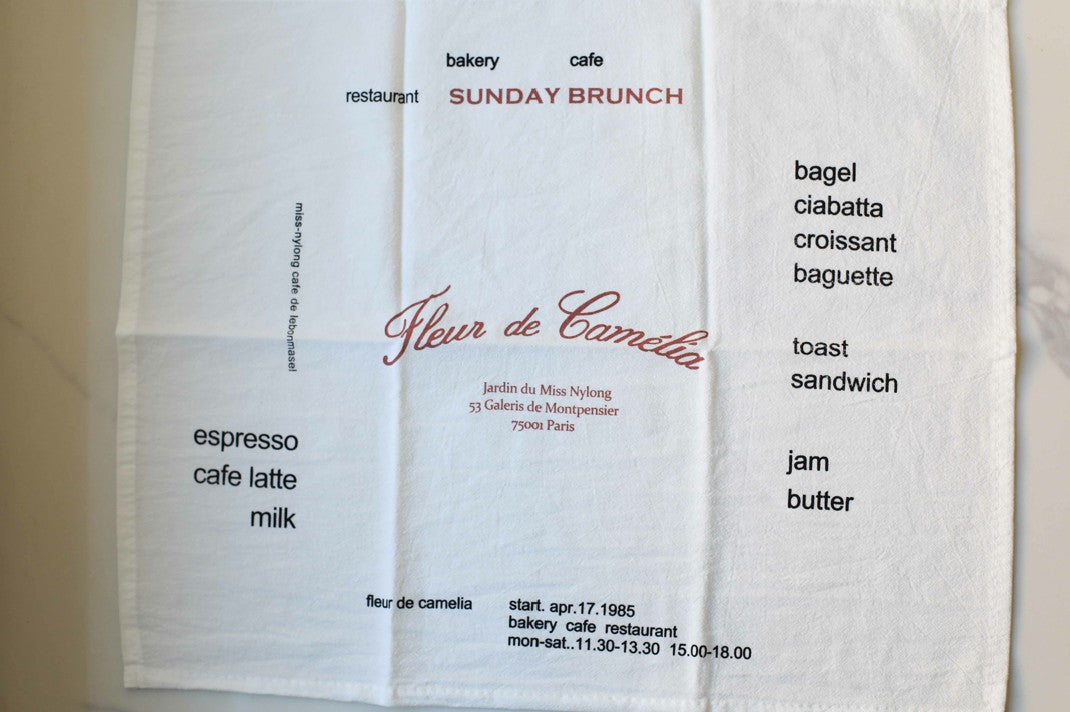 bakery cafe
restaurant SUNDAY BRUNCH
miss-nylong cafe de lebonmasel
bagel
ciabatta
croissant
baguette
toast
sandwich
jam
butter
Fleur de Camélia
Jardin du Miss Nylong
53 Galeris de Montpensier
75001 Paris
espresso
cafe latte
milk
fleur de camelia
start. apr.17.1985
bakery cafe restaurant
mon-sat..11.30-13.30 15.00-18.00